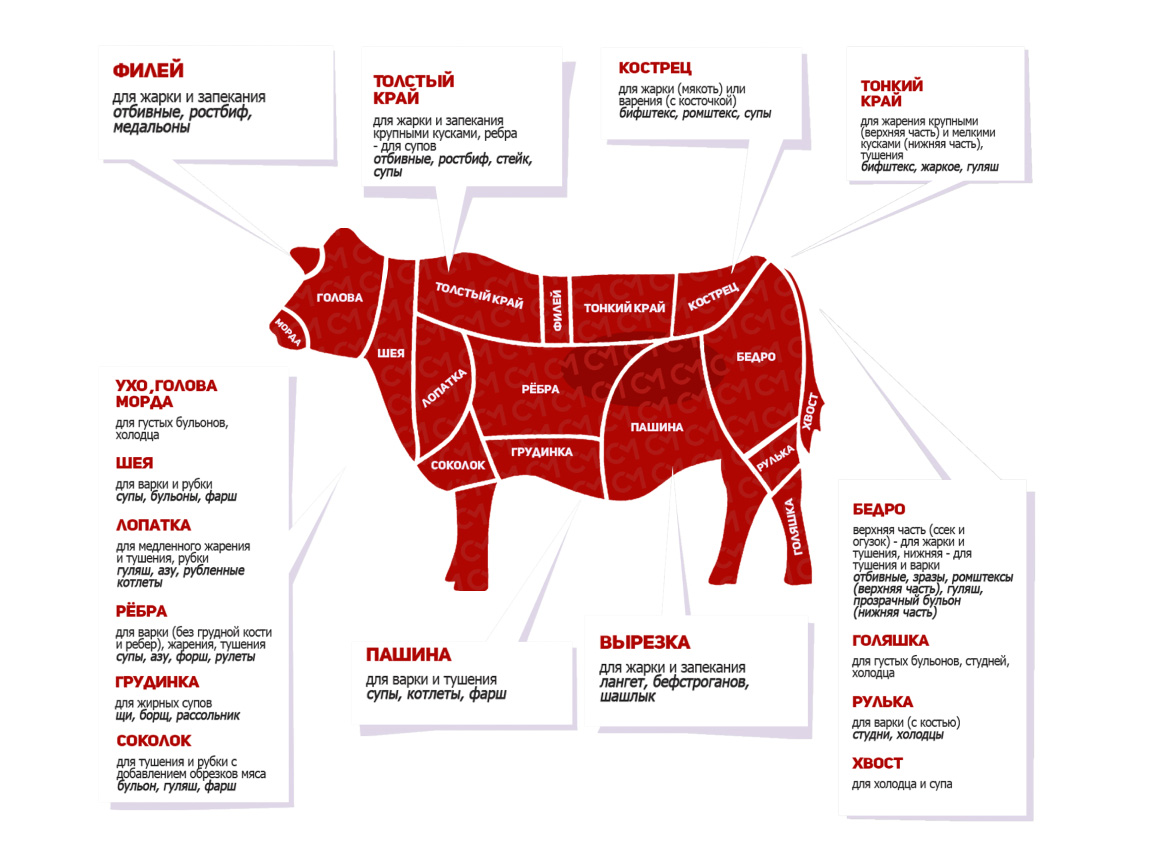 ФИЛЕЙ
для жарки и запекания
отбивные, ростбиф,
медальоны
ТОЛСТЫЙ
КРАЙ
для жарки и запекания
крупными кусками, ребра
- для супов
отбивные, ростбиф, стейк,
супы
КОСТРЕЦ
для жарки (мякоть) или
варения (с косточкой)
бифштекс, ромштекс, супы
ТОНКИЙ
КРАЙ
для жарения крупными
(верхняя часть) и мелкими
кусками (нижняя часть),
тушения
бифштекс, жаркое, гуляш
ГОЛОВА
МОРДА
ШЕЯ
ТОЛСТЫЙ КРАЙ
ФИЛЕЙ
ТОНКИЙ КРАЙ
КОСТРЕЦ
ЛОПАТКА
РЁБРА
БЕДРО
ПАШИНА
ХВОСТ
СОКОЛОК
ГРУДИНКА
РУЛЬКА
ГОЛЯШКА
УХО,ГОЛОВА
МОРДА
для густых бульонов,
холодца
ШЕЯ
для варки и рубки
супы, бульоны, фарш
ЛОПАТКА
для медленного жарения
и тушения, рубки
гуляш, азу, рубленные
котлеты
РЁБРА
для варки (без грудной кости
и ребер), жарения, тушения
супы, азу, форш, рулеты
ГРУДИНКА
для жирных супов
щи, борщ, рассольник
СОКОЛОК
для тушения и рубки с
добавлением обрезков мяса
бульон, гуляш, фарш
ПАШИНА
для варки и тушения
супы, котлеты, фарш
ВЫРЕЗКА
для жарки и запекания
лангет, бефстроганов,
шашлык
БЕДРО
верхняя часть (ссек и
огузок) - для жарки и
тушения, нижняя - для
тушения и варки
отбивные, зразы, ромштексы
(верхняя часть), гуляш,
прозрачный бульон
(нижняя часть)
ГОЛЯШКА
для густых бульонов, студней,
холодца
РУЛЬКА
для варки (с костью)
студни, холодцы
ХВОСТ
для холодца и супа